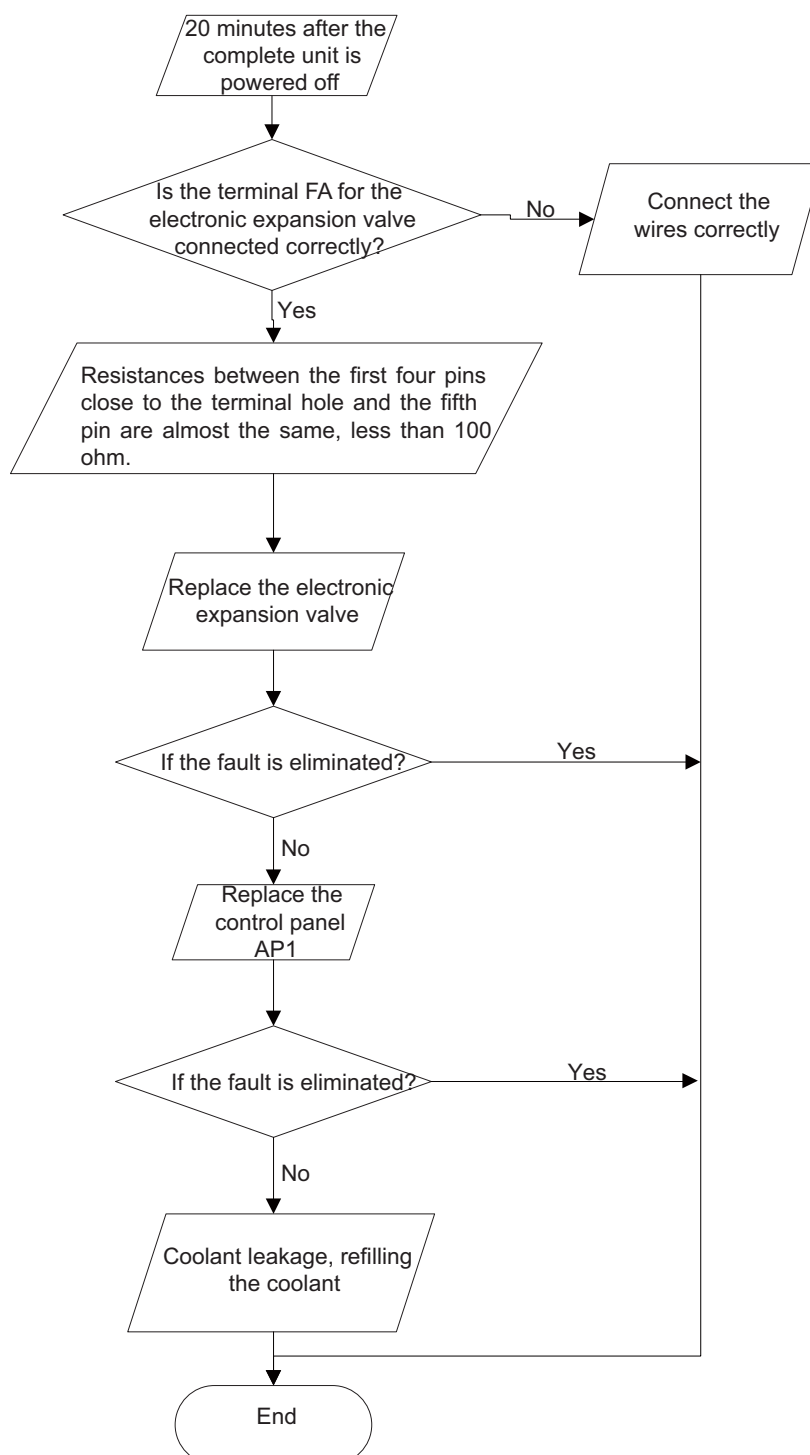 20 minutes after the
complete unit is
powered off
Is the terminal FA for the
electronic expansion valve
connected correctly?
No
Connect the
wires correctly
Yes
Resistances between the first four pins
close to the terminal hole and the fifth
pin are almost the same, less than 100
ohm.
Replace the electronic
expansion valve
If the fault is eliminated?
Yes
No
Replace the
control panel
AP1
If the fault is eliminated?
Yes
No
Coolant leakage, refilling
the coolant
End